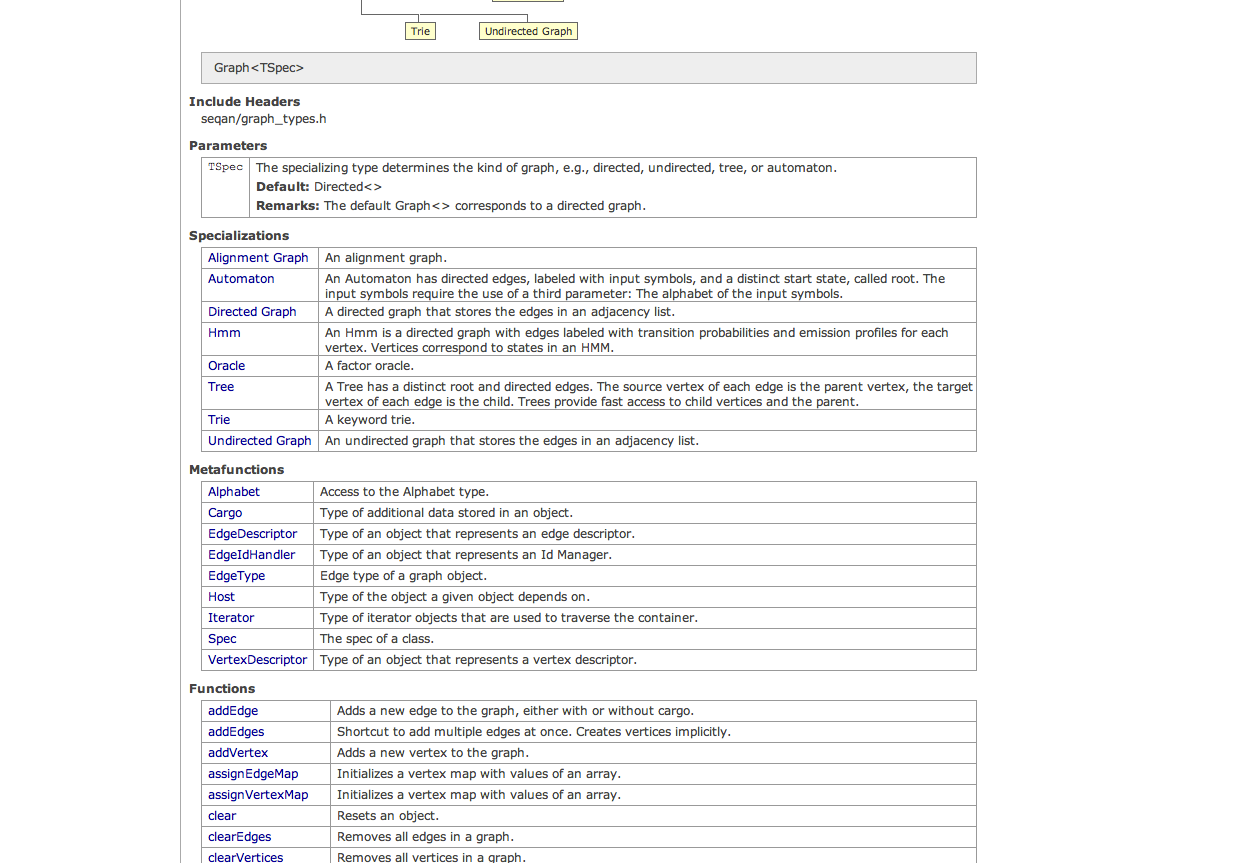 Trie
Undirected Graph
Graph<TSpec>
Include Headers
seqan/graph_types.h
Parameters
TSpec The specializing type determines the kind of graph, e.g., directed, undirected, tree, or automaton.
Default: Directed<>
Remarks: The default Graph<> corresponds to a directed graph.
Specializations
Alignment Graph An alignment graph.
Automaton An Automaton has directed edges, labeled with input symbols, and a distinct start state, called root. The
input symbols require the use of a third parameter: The alphabet of the input symbols.
Directed Graph A directed graph that stores the edges in an adjacency list.
Hmm An Hmm is a directed graph with edges labeled with transition probabilities and emission profiles for each
vertex. Vertices correspond to states in an HMM.
Oracle A factor oracle.
Tree A Tree has a distinct root and directed edges. The source vertex of each edge is the parent vertex, the target
vertex of each edge is the child. Trees provide fast access to child vertices and the parent.
Trie A keyword trie.
Undirected Graph An undirected graph that stores the edges in an adjacency list.
Metafunctions
Alphabet Access to the Alphabet type.
Cargo Type of additional data stored in an object.
EdgeDescriptor Type of an object that represents an edge descriptor.
EdgeIdHandler Type of an object that represents an Id Manager.
EdgeType Edge type of a graph object.
Host Type of the object a given object depends on.
Iterator Type of iterator objects that are used to traverse the container.
Spec The spec of a class.
VertexDescriptor Type of an object that represents a vertex descriptor.
Functions
addEdge Adds a new edge to the graph, either with or without cargo.
addEdges Shortcut to add multiple edges at once. Creates vertices implicitly.
addVertex Adds a new vertex to the graph.
assignEdgeMap Initializes a vertex map with values of an array.
assignVertexMap Initializes a vertex map with values of an array.
clear Resets an object.
clearEdges Removes all edges in a graph.
clearVertices Removes all vertices in a graph.